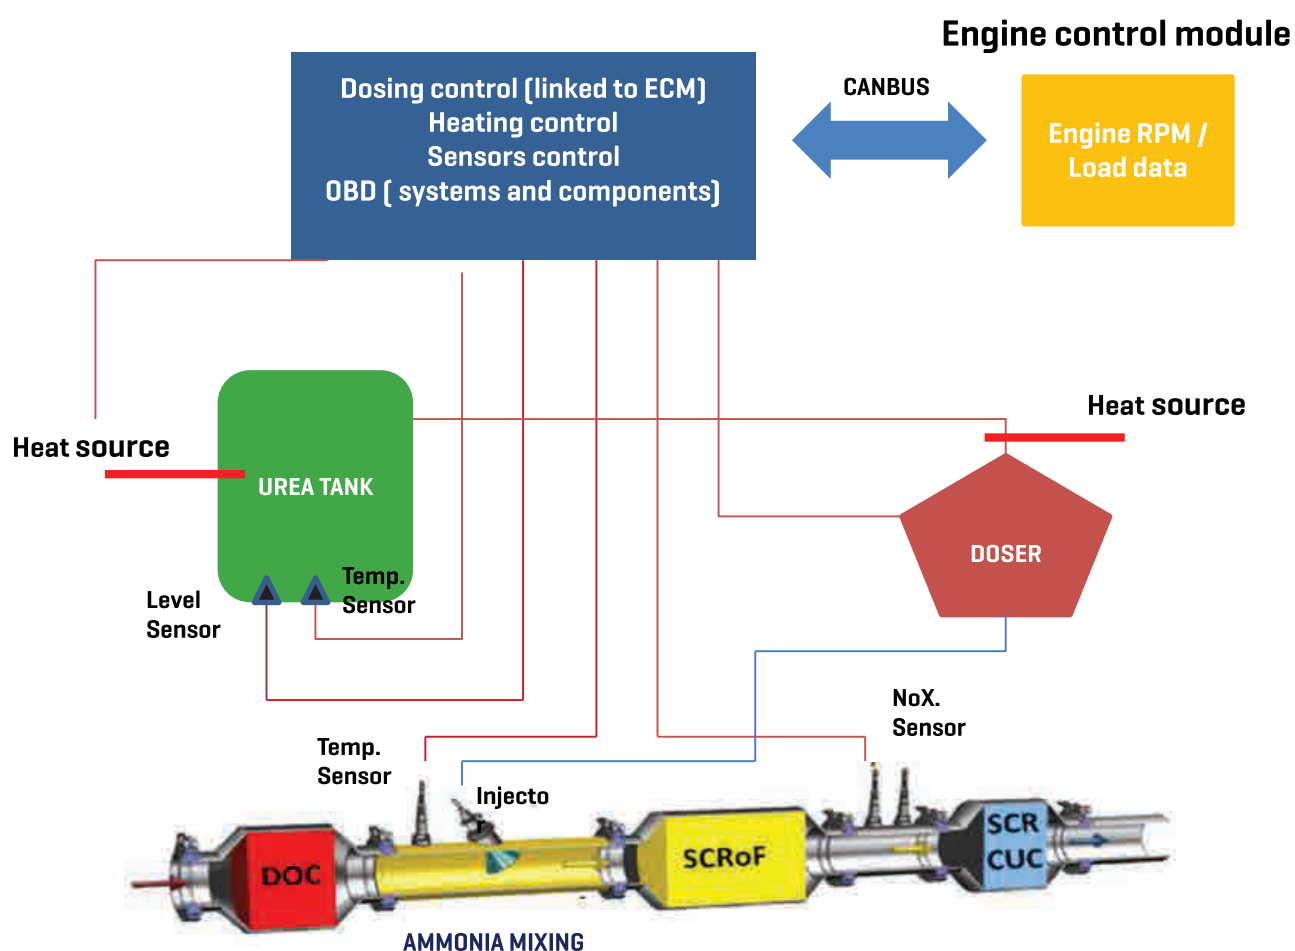 Engine control module
Dosing control (linked to ECM)
Heating control
Sensors control
OBD ( systems and components)
CANBUS
Engine RPM /
Load data
Heat source
Heat source
UREA TANK
DOSER
Temp.
Sensor
Level
Sensor
NoX.
Sensor
Temp.
Sensor
Injecto
r
DOC
SCRoF
SCR
CUC
AMMONIA MIXING